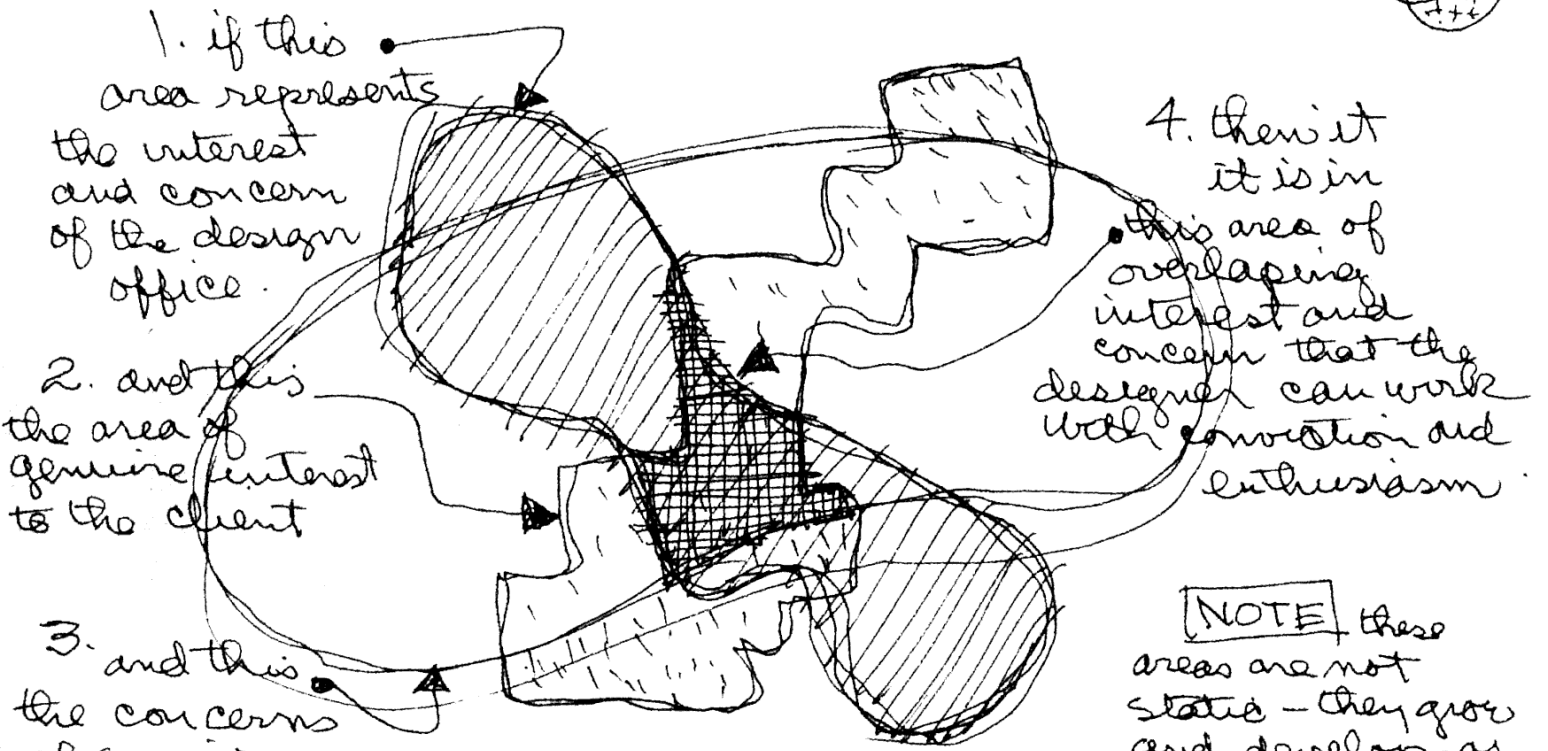 1. if this
area represents
the interest
and concern
of the design
office.
2. and this
the area of
genuine interest
to the client
3. and this
the concerns
4. then it
it is in
this area of
overlaping
interest and
concern that the
designer can work
with conviction and
enthusiasm.
NOTE these
areas are not
static – they grow
and develop as